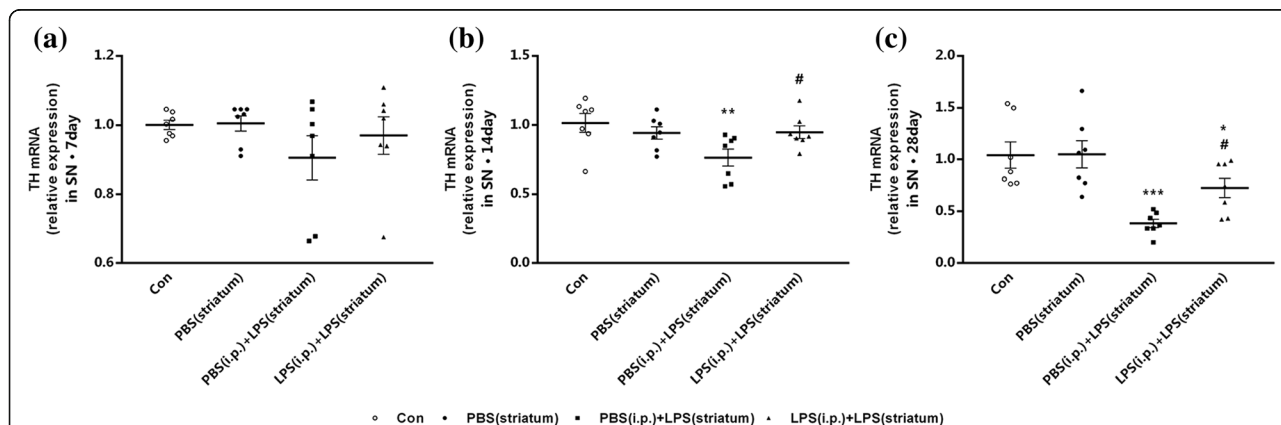 (a)
TH mRNA
(relative expression)
in SN • 7day
1.2
1.0
0.8
0.6
Con
PBS(striatum)
PBS(i.p.)+LPS(striatum)
LPS(i.p.)+LPS(striatum)
(b)
TH mRNA
(relative expression)
in SN • 14day
1.5
1.0
0.5
0.0
**
#
Con
PBS(striatum)
PBS(i.p.)+LPS(striatum)
LPS(i.p.)+LPS(striatum)
(c)
TH mRNA
(relative expression)
in SN • 28day
2.0
1.5
1.0
0.5
0.0
***
*
#
Con
PBS(striatum)
PBS(i.p.)+LPS(striatum)
LPS(i.p.)+LPS(striatum)
Con PBS(striatum) PBS(i.p.)+LPS(striatum) LPS(i.p.)+LPS(striatum)